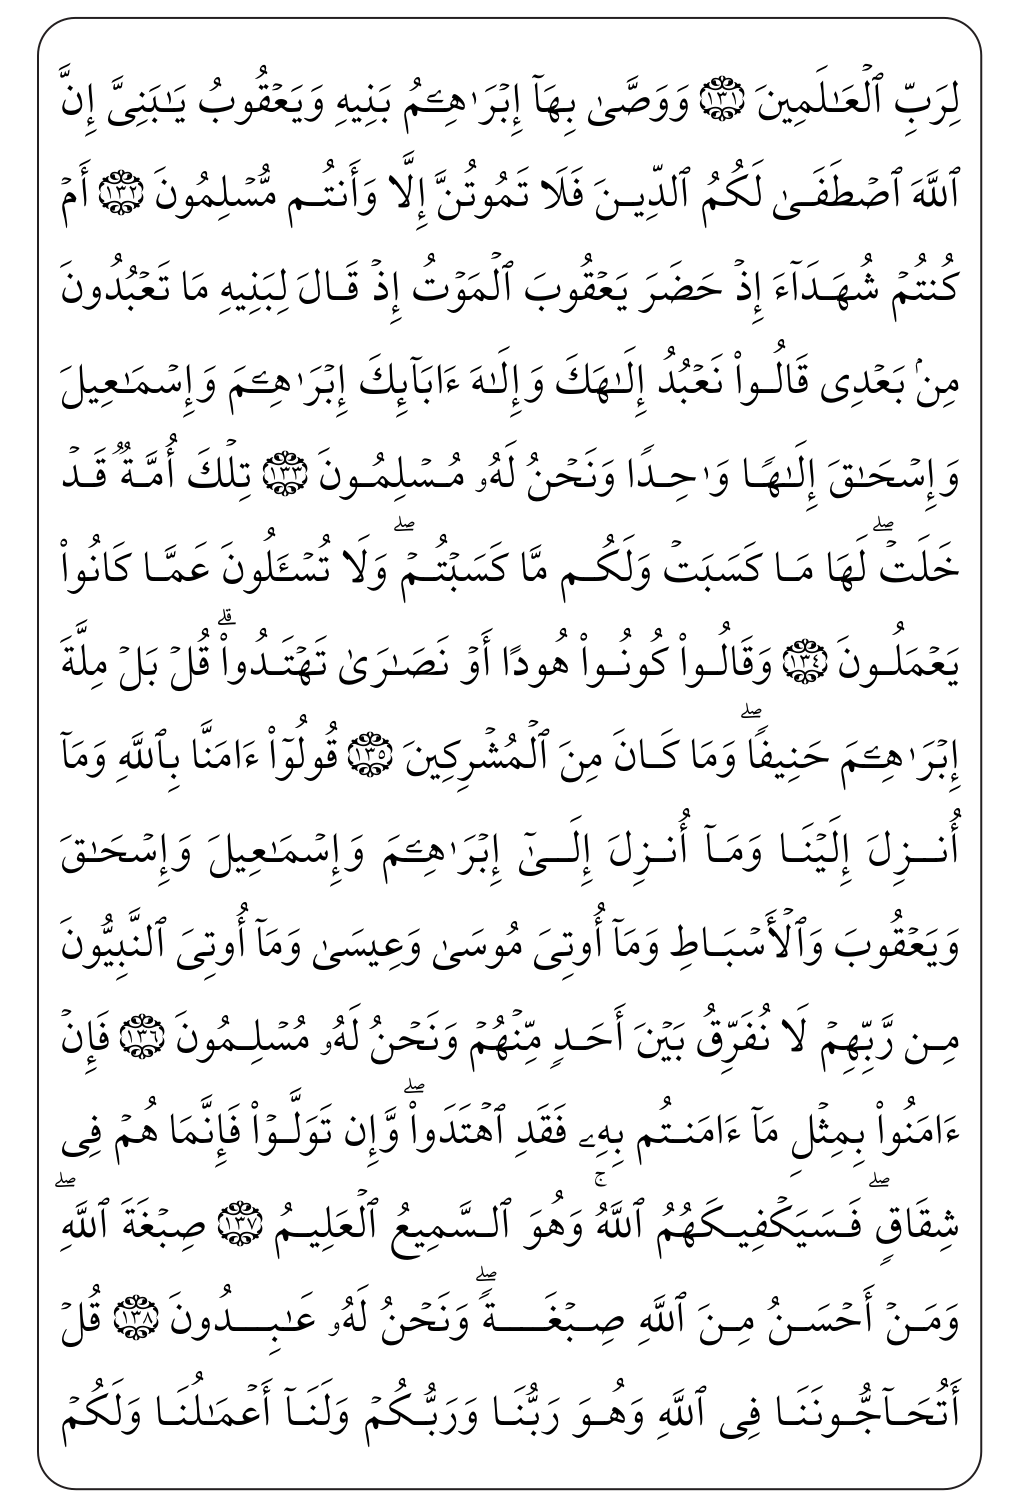 لِرَبِّ ٱلْعَـٰلَمِينَ ١٣١ وَوَصَّىٰ بِهَآ إِبْرَٰهِـۧمُ بَنِيهِ وَيَعْقُوبُ يَـٰبَنِىَّ إِنَّ
ٱللَّهَ ٱصْطَفَىٰ لَكُمُ ٱلدِّينَ فَلَا تَمُوتُنَّ إِلَّا وَأَنتُم مُّسْلِمُونَ ١٣٢ أَمْ
كُنتُمْ شُهَدَآءَ إِذْ حَضَرَ يَعْقُوبَ ٱلْمَوْتُ إِذْ قَالَ لِبَنِيهِ مَا تَعْبُدُونَ
مِنۢ بَعْدِى قَالُوا۟ نَعْبُدُ إِلَـٰهَكَ وَإِلَـٰهَ ءَابَآئِكَ إِبْرَٰهِـۧمَ وَإِسْمَـٰعِيلَ
وَإِسْحَـٰقَ إِلَـٰهًا وَٰحِدًا وَنَحْنُ لَهُۥ مُسْلِمُونَ ١٣٣ تِلْكَ أُمَّةٌ قَدْ
خَلَتْ ۖ لَهَا مَا كَسَبَتْ وَلَكُم مَّا كَسَبْتُمْ ۖ وَلَا تُسْـَٔلُونَ عَمَّا كَانُوا۟
يَعْمَلُونَ ١٣٤ وَقَالُوا۟ كُونُوا۟ هُودًا أَوْ نَصَـٰرَىٰ تَهْتَدُوا۟ ۗ قُلْ بَلْ مِلَّةَ
إِبْرَٰهِـۧمَ حَنِيفًا ۖ وَمَا كَانَ مِنَ ٱلْمُشْرِكِينَ ١٣٥ قُولُوٓا۟ ءَامَنَّا بِٱللَّهِ وَمَآ
أُنزِلَ إِلَيْنَا وَمَآ أُنزِلَ إِلَىٰٓ إِبْرَٰهِـۧمَ وَإِسْمَـٰعِيلَ وَإِسْحَـٰقَ
وَيَعْقُوبَ وَٱلْأَسْبَاطِ وَمَآ أُوتِىَ مُوسَىٰ وَعِيسَىٰ وَمَآ أُوتِىَ ٱلنَّبِيُّونَ
مِن رَّبِّهِمْ لَا نُفَرِّقُ بَيْنَ أَحَدٍ مِّنْهُمْ وَنَحْنُ لَهُۥ مُسْلِمُونَ ١٣٦ فَإِنْ
ءَامَنُوا۟ بِمِثْلِ مَآ ءَامَنتُم بِهِۦ فَقَدِ ٱهْتَدَوا۟ ۖ وَّإِن تَوَلَّوْا۟ فَإِنَّمَا هُمْ فِى
شِقَاقٍ ۖ فَسَيَكْفِيكَهُمُ ٱللَّهُ ۚ وَهُوَ ٱلسَّمِيعُ ٱلْعَلِيمُ ١٣٧ صِبْغَةَ ٱللَّهِ ۖ
وَمَنْ أَحْسَنُ مِنَ ٱللَّهِ صِبْغَةً ۖ وَنَحْنُ لَهُۥ عَـٰبِدُونَ ١٣٨ قُلْ
أَتُحَآجُّونَنَا فِى ٱللَّهِ وَهُوَ رَبُّنَا وَرَبُّكُمْ وَلَنَآ أَعْمَـٰلُنَا وَلَكُمْ